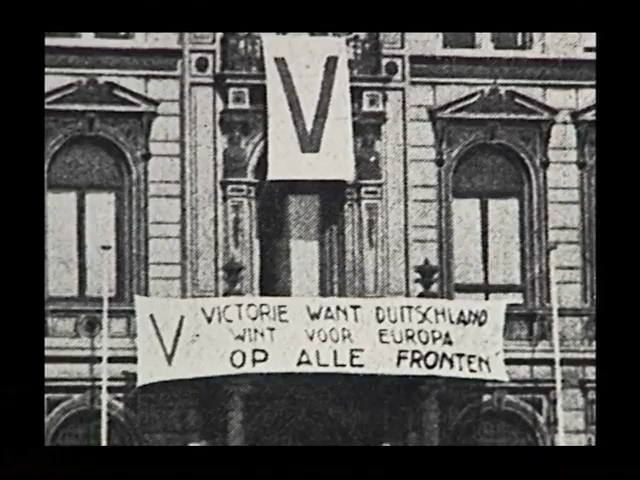 V
V VICTORIE WANT DUITSCHLAND
WINT VOOR EUROPA
OP ALLE FRONTEN